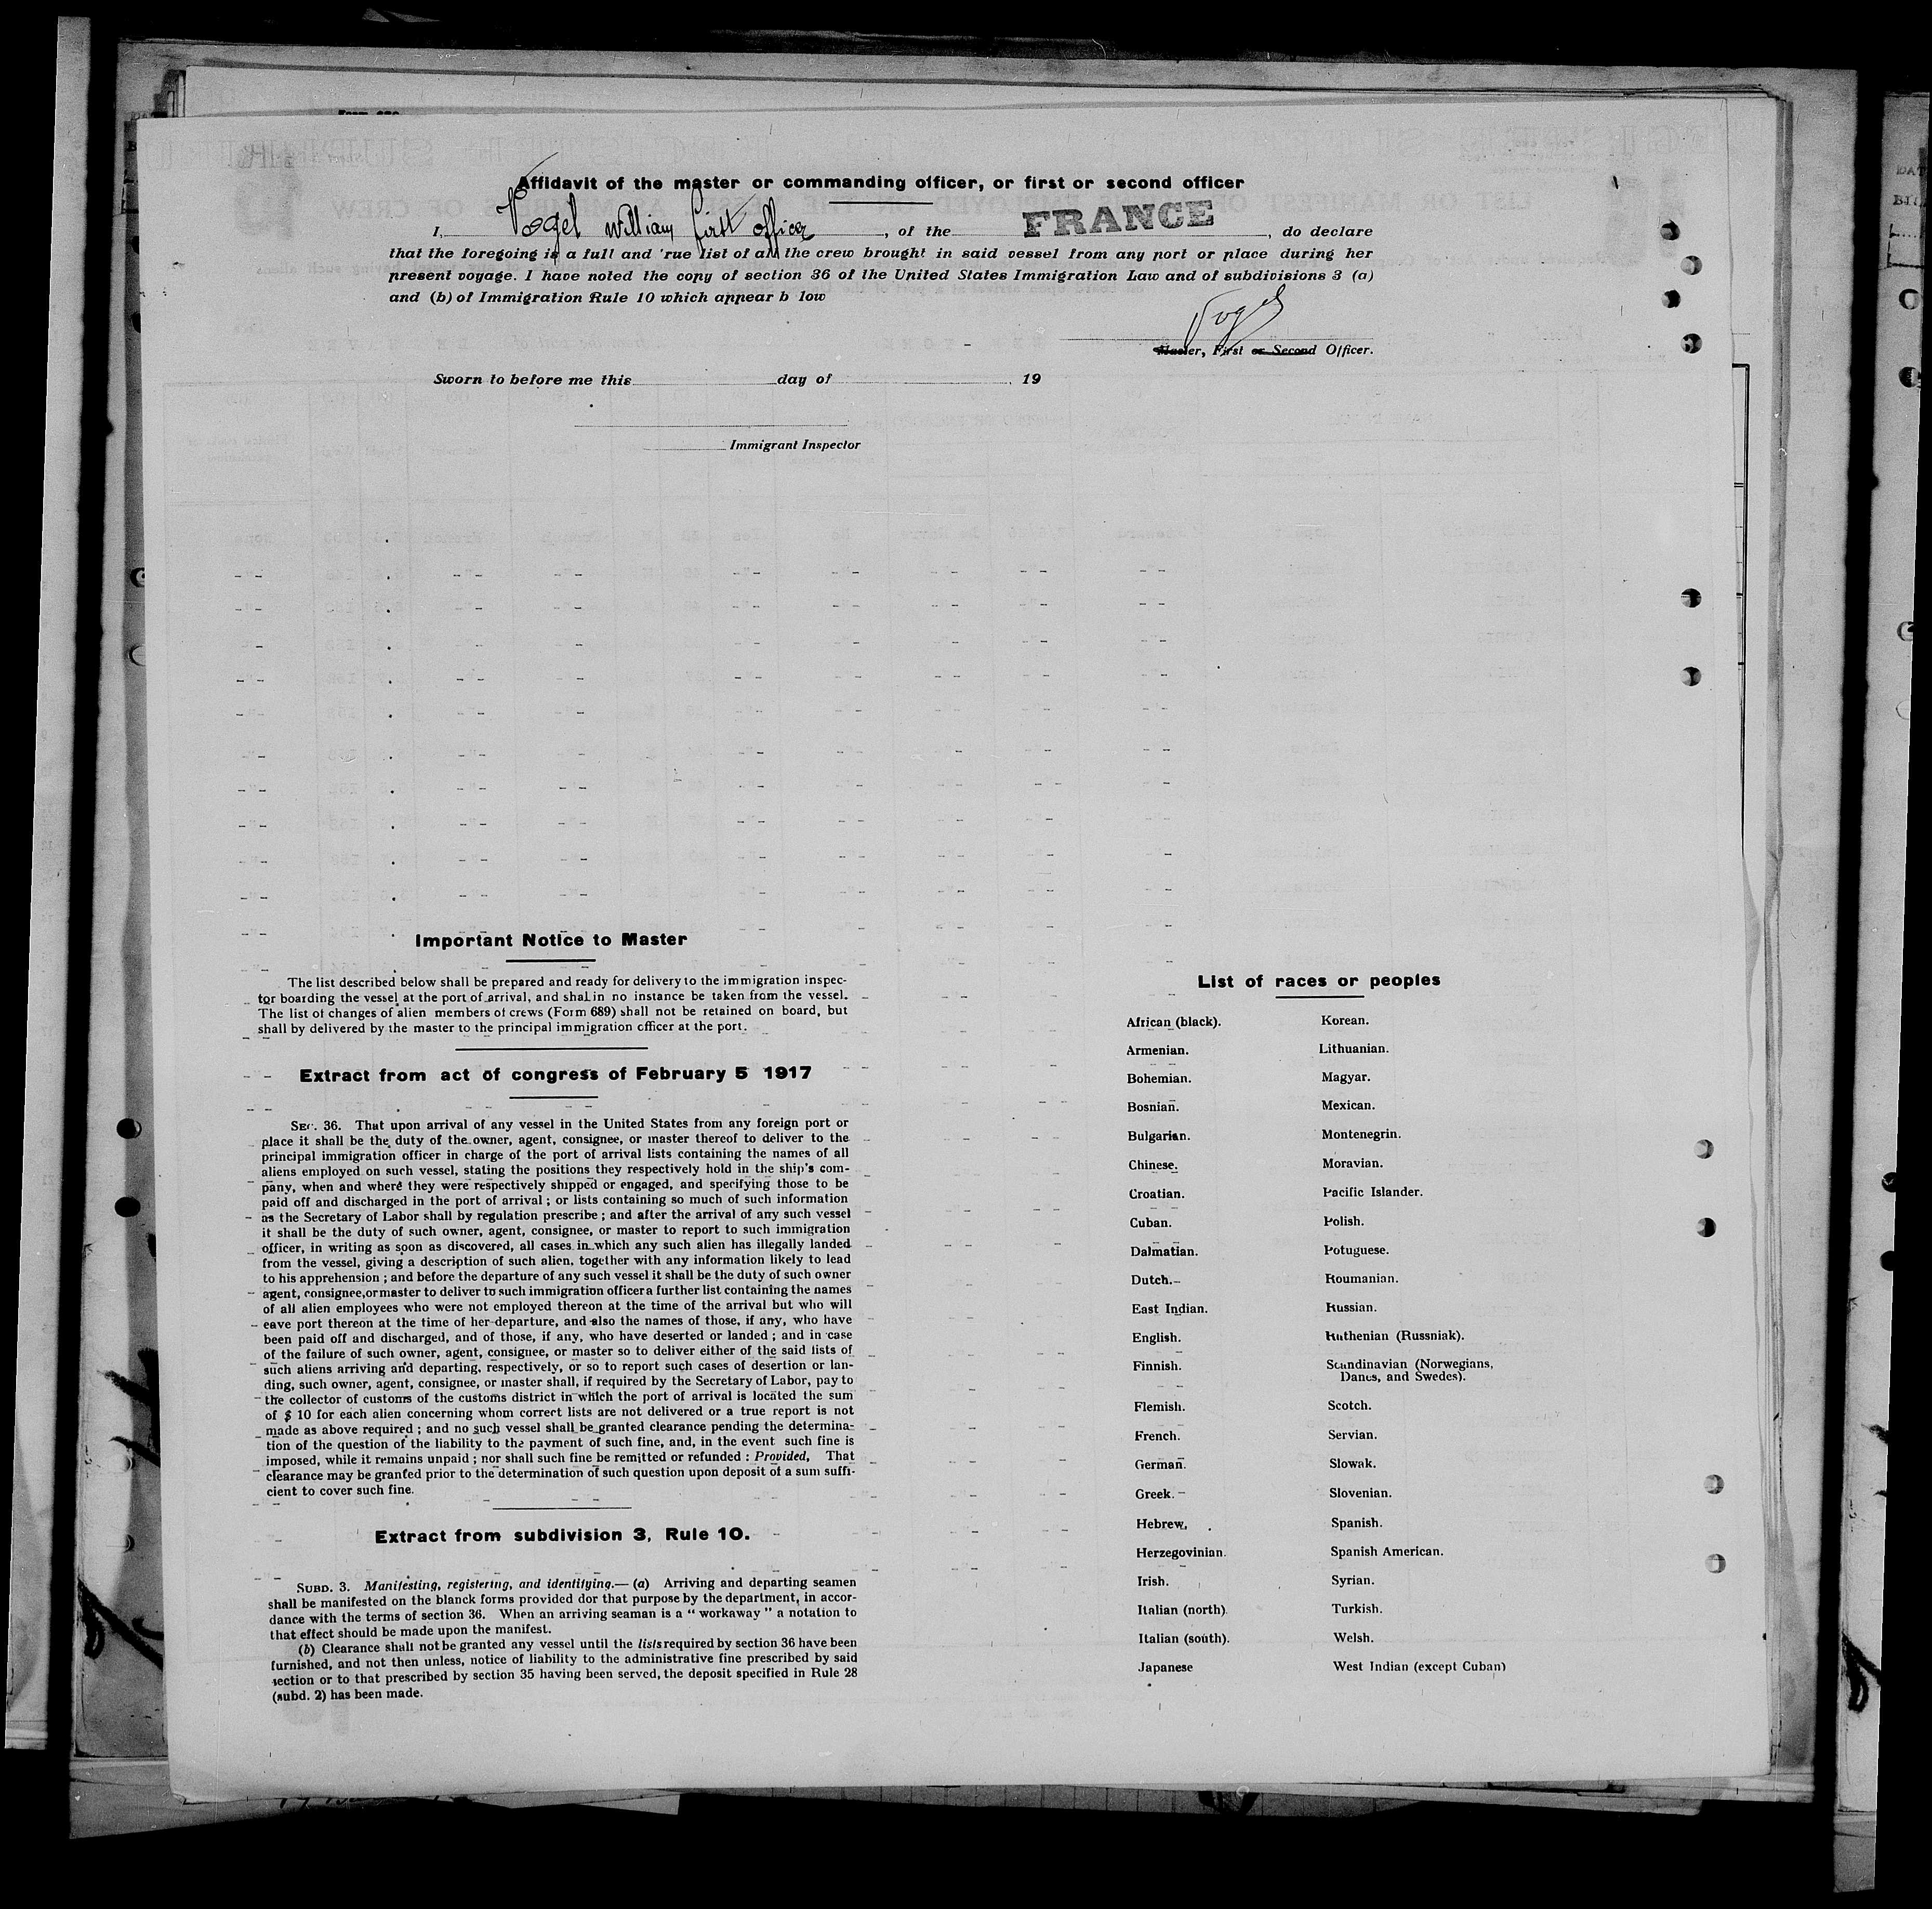 Affidavit of the master or commanding officer, or first or second officer
I, Vogel William first officer, of the FRANCE, do declare
that the foregoing is a full and 'rue list of all the crew brought in said vessel from any port or place during her
present voyage. I have noted the copy of section 36 of the United States Immigration Law and of subdivisions 3 (a)
and (b) of Immigration Rule 10 which appear b low
Vogel
Master, First or Second Officer.
Sworn to before me this day of , 19
Immigrant Inspector
Important Notice to Master
The list described below shall be prepared and ready for delivery to the immigration inspec-
tor boarding the vessel at the port of arrival, and shal in no instance be taken from the vessel.
The list of changes of alien members of crews (Form 689) shall not be retained on board, but
shall by delivered by the master to the principal immigration officer at the port.
Extract from act of congress of February 5 1917
SEC. 36. That upon arrival of any vessel in the United States from any foreign port or
place it shall be the duty of the owner, agent, consignee, or master thereof to deliver to the
principal immigration officer in charge of the port of arrival lists containing the names of all
aliens employed on such vessel, stating the positions they respectively hold in the ship's com-
pany, when and where they were respectively shipped or engaged, and specifying those to be
paid off and discharged in the port of arrival ; or lists containing so much of such information
as the Secretary of Labor shall by regulation prescribe ; and after the arrival of any such vessel
it shall be the duty of such owner, agent, consignee, or master to report to such immigration
officer, in writing as soon as discovered, all cases in which any such alien has illegally landed
from the vessel, giving a description of such alien, together with any information likely to lead
to his apprehension ; and before the departure of any such vessel it shall be the duty of such owner
agent, consignee, or master to deliver to such immigration officer a further list containing the names
of all alien employees who were not employed thereon at the time of the arrival but who will
eave port thereon at the time of her departure, and also the names of those, if any, who have
been paid off and discharged, and of those, if any, who have deserted or landed ; and in case
of the failure of such owner, agent, consignee, or master so to deliver either of the said lists of
such aliens arriving and departing, respectively, or so to report such cases of desertion or lan-
ding, such owner, agent, consignee, or master shall, if required by the Secretary of Labor, pay to
the collector of customs of the customs district in which the port of arrival is located the sum
of $ 10 for each alien concerning whom correct lists are not delivered or a true report is not
made as above required ; and no such vessel shall be granted clearance pending the determina-
tion of the question of the liability to the payment of such fine, and, in the event such fine is
imposed, while it remains unpaid ; nor shall such fine be remitted or refunded : Provided, That
clearance may be granted prior to the determination of such question upon deposit of a sum suffi-
cient to cover such fine.
Extract from subdivision 3, Rule 10.
SUBD. 3. Manifesting, registering, and identifying.— (a) Arriving and departing seamen
shall be manifested on the blanck forms provided dor that purpose by the department, in accor-
dance with the terms of section 36. When an arriving seaman is a “ workaway ” a notation to
that effect should be made upon the manifest.
(b) Clearance shall not be granted any vessel until the lists required by section 36 have been
furnished, and not then unless, notice of liability to the administrative fine prescribed by said
section or to that prescribed by section 35 having been served, the deposit specified in Rule 28
(subd. 2) has been made.
List of races or peoples
African (black). Korean.
Armenian. Lithuanian.
Bohemian. Magyar.
Bosnian. Mexican.
Bulgarian. Montenegrin.
Chinese. Moravian.
Croatian. Pacific Islander.
Cuban. Polish.
Dalmatian. Potuguese.
Dutch. Roumanian.
East Indian. Russian.
English. Ruthenian (Russniak).
Finnish. Scandinavian (Norwegians,
Danes, and Swedes).
Flemish. Scotch.
French. Servian.
German. Slowak.
Greek. Slovenian.
Hebrew. Spanish.
Herzegovinian. Spanish American.
Irish. Syrian.
Italian (north) Turkish.
Italian (south). Welsh.
Japanese West Indian (except Cuban)